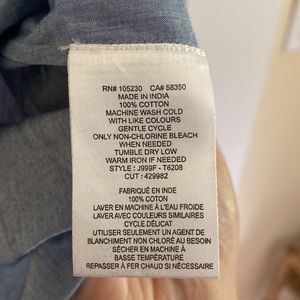 RN# 105230 CA# 58350
MADE IN INDIA
100% COTTON
MACHINE WASH COLD
WITH LIKE COLOURS
GENTLE CYCLE
ONLY NON-CHLORINE BLEACH
WHEN NEEDED
TUMBLE DRY LOW
WARM IRON IF NEEDED
STYLE : J999F - T6208
CUT : 429982
FABRIQUÉ EN INDE
100% COTON
LAVER EN MACHINE À L'EAU FROIDE
LAVER AVEC COULEURS SIMILAIRES
CYCLE DÉLICAT
UTILISER SEULEMENT UN AGENT DE
BLANCHIMENT NON CHLORÉ AU BESOIN
SÉCHER EN MACHINE À
BASSE TEMPÉRATURE
REPASSER À FER CHAUD SI NÉCESSAIRE